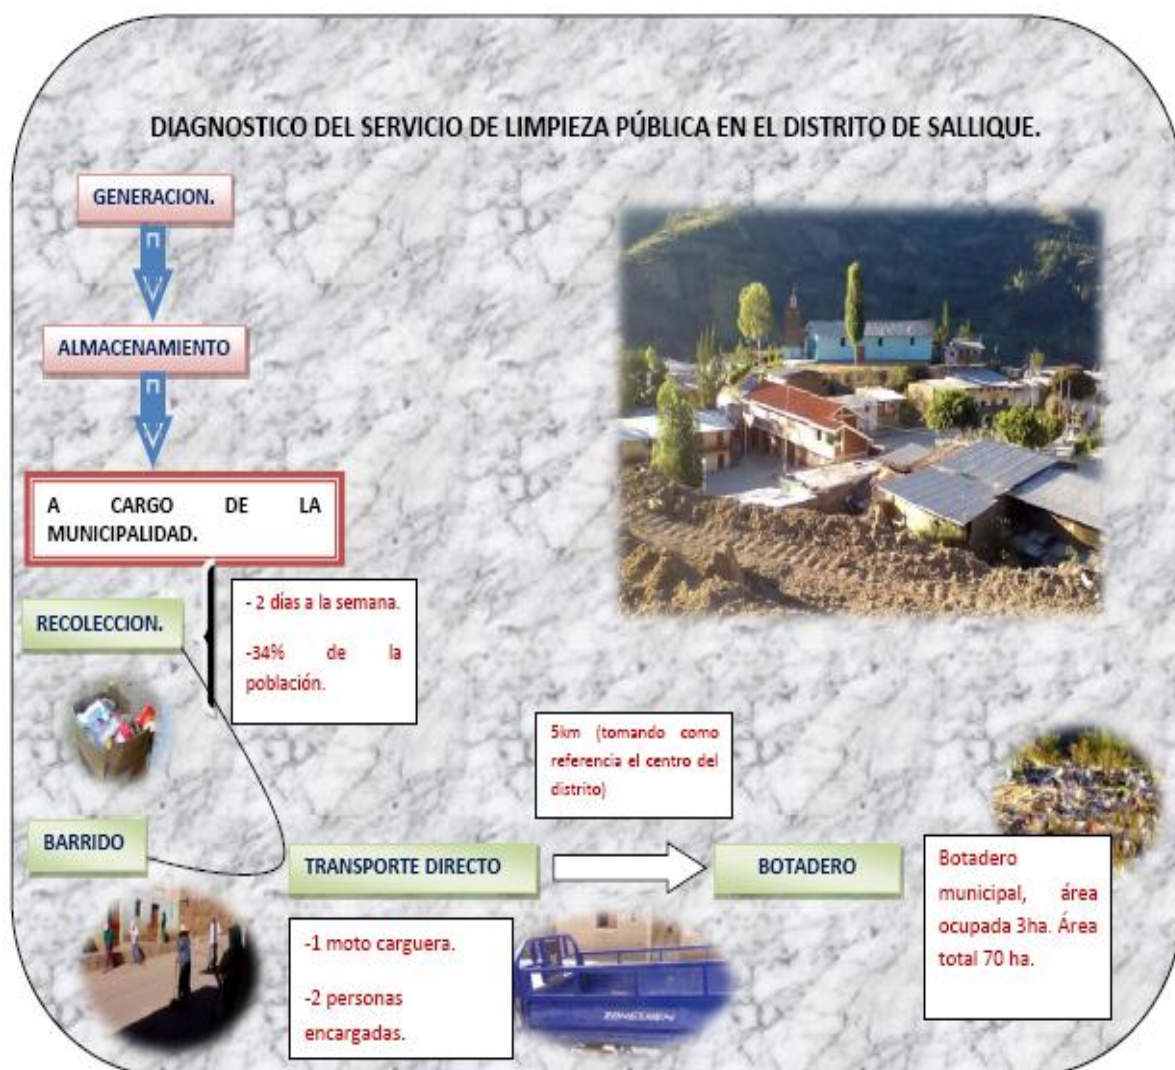 DIAGNOSTICO DEL SERVICIO DE LIMPIEZA PÚBLICA EN EL DISTRITO DE SALLIQUE.
GENERACION.
ALMACENAMIENTO
A CARGO DE LA
MUNICIPALIDAD.
RECOLECCION.
- 2 días a la semana.
-34% de la
población.
5km (tomando como
referencia el centro del
distrito)
BARRIDO
TRANSPORTE DIRECTO
BOTADERO
Botadero
municipal, área
ocupada 3ha. Área
total 70 ha.
-1 moto carguera.
-2 personas
encargadas.